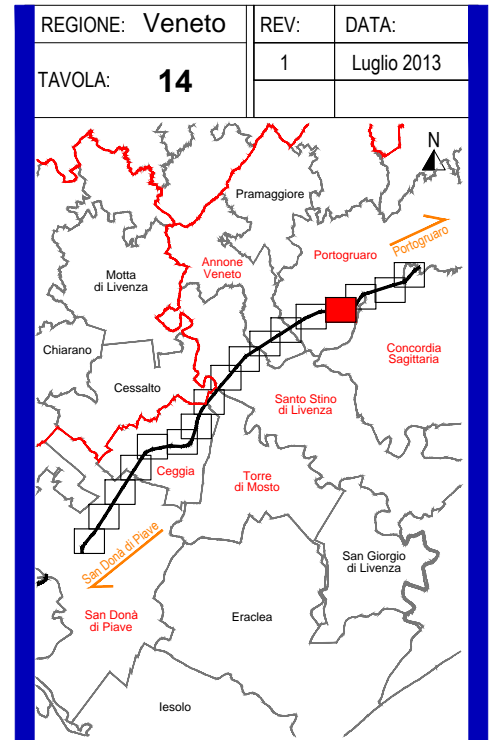 REGIONE: Veneto
REV:
DATA:
TAVOLA: 14
1
Luglio 2013
N
Pramaggiore
Portogruaro
Portogruaro
Annone
Veneto
Motta
di Livenza
Chiarano
Concordia
Sagittaria
Cessalto
Santo Stino
di Livenza
Ceggia
Torre
di Mosto
San Donà di Piave
San Giorgio
di Livenza
San Donà
di Piave
Eraclea
Iesolo